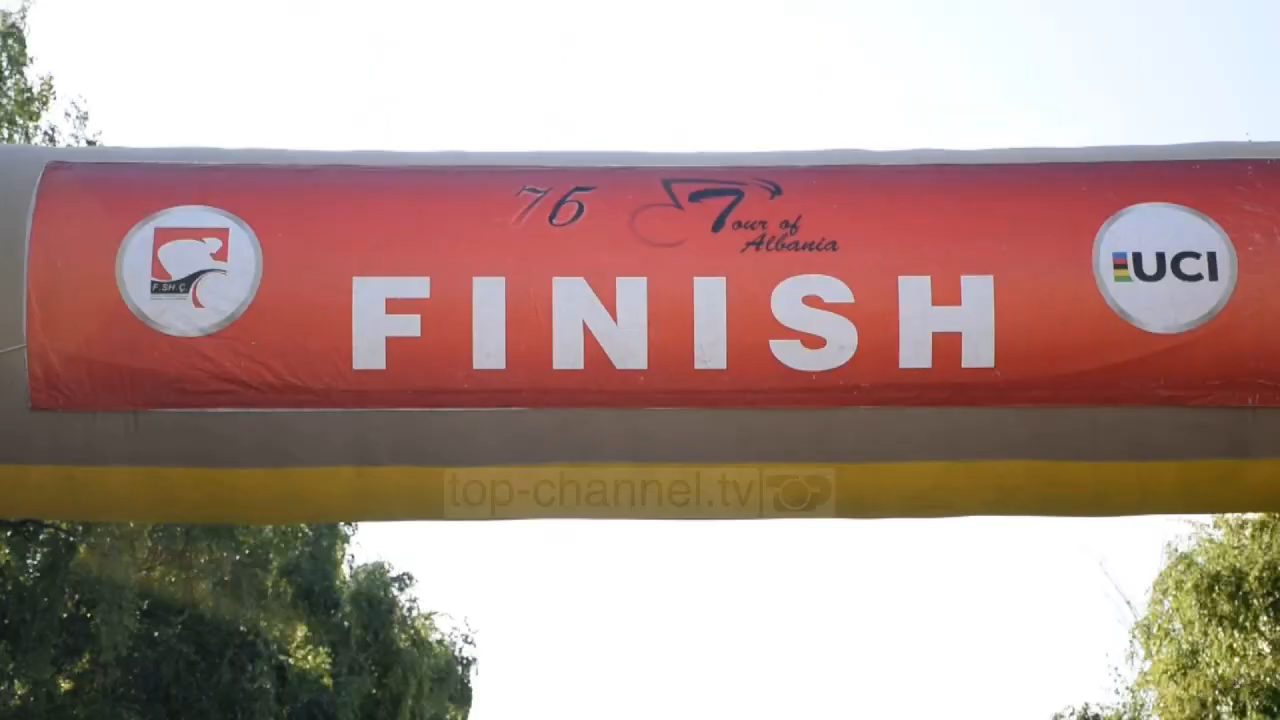 76 Tour of
Albania
F.SH.Ç.
UCI
FINISH
top-channel.tv